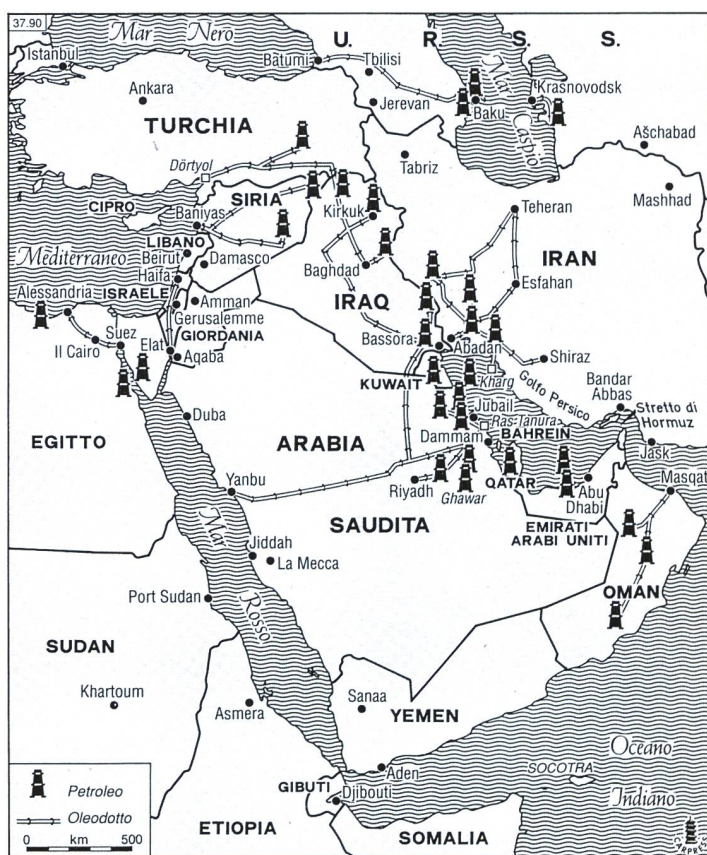 37.90
Mar Nero
U. R. S. S.
Istanbul
Batumi
Tbilisi
Mar Caspio
Krasnovodsk
Ankara
Jerevan
Baku
TURCHIA
Ašchabad
Tabriz
Dörtyol
Mashhad
CIPRO
SIRIA
Kirkuk
Teheran
Baniyas
Mediterraneo
LIBANO
Beirut
Damasco
Baghdad
IRAN
Haifa
Esfahan
Alessandria
ISRAELE
Amman
IRAQ
Gerusalemme
Suez
GIORDANIA
Bassora
Abadan
Il Cairo
Elat
Shiraz
Aqaba
KUWAIT
Kharg
Golfo Persico
Bandar
Abbas
Stretto di
Hormuz
Duba
Jubail
Ras Tanura
EGITTO
ARABIA
Dammam
BAHREIN
Jask
Yanbu
Riyadh
Ghawar
QATAR
Abu
Dhabi
Masqat
SAUDITA
EMIRATI
ARABI UNITI
Mar Rosso
Jiddah
La Mecca
OMAN
Port Sudan
SUDAN
Khartoum
Asmera
Sanaa
YEMEN
Oceano
Indiano
Aden
SOCOTRA
GIBUTI
Djibouti
ETIOPIA
SOMALIA
Petroleo
Oleodotto
0 km 500
CARPRESS